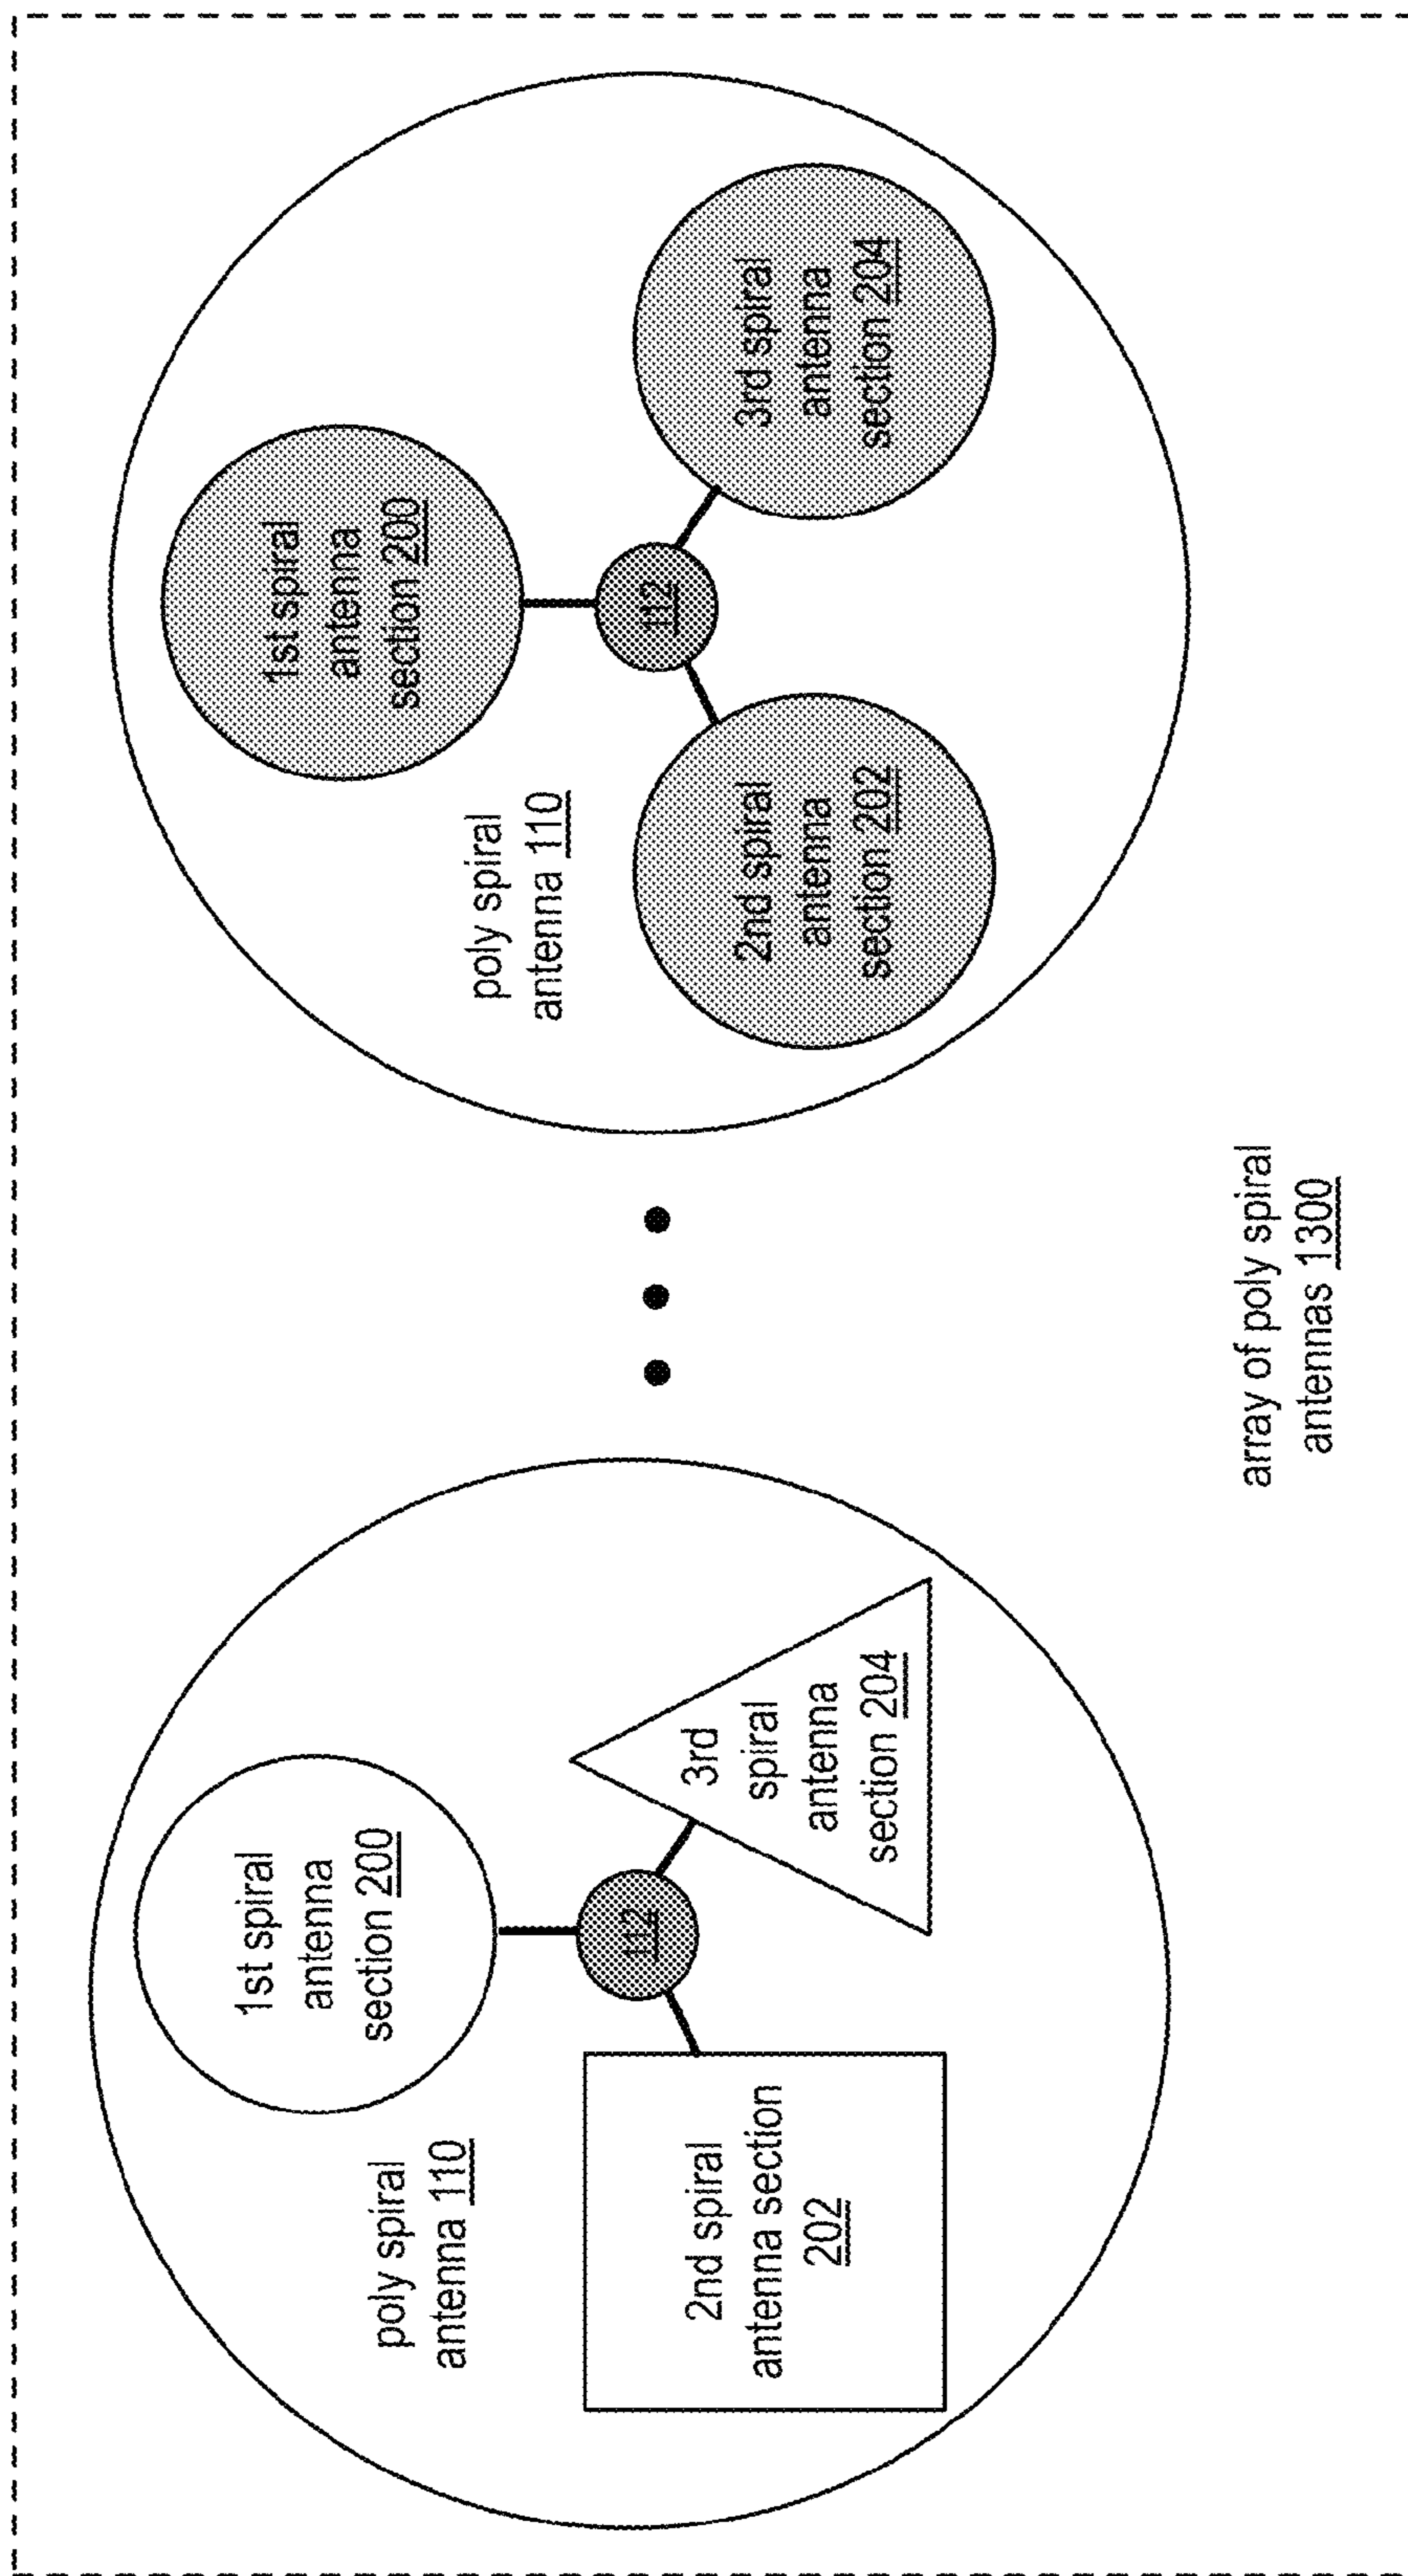 poly spiral
antenna 110
1st spiral
antenna
section 200
112
2nd spiral
antenna section
202
3rd
spiral
antenna
section 204
poly spiral
antenna 110
1st spiral
antenna
section 200
112
2nd spiral
antenna
section 202
3rd spiral
antenna
section 204
array of poly spiral
antennas 1300